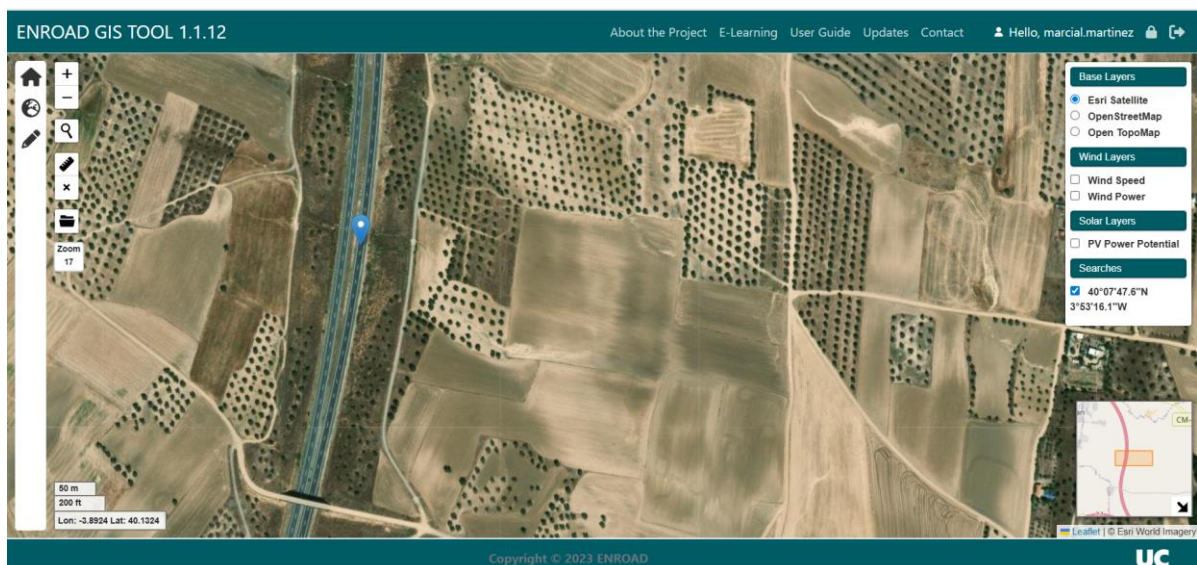 ENROAD GIS TOOL 1.1.12
About the Project E-Learning User Guide Updates Contact Hello, marcial.martinez
+
−
×
Zoom
17
Base Layers
Esri Satellite
OpenStreetMap
Open TopoMap
Wind Layers
Wind Speed
Wind Power
Solar Layers
PV Power Potential
Searches
40°07'47.6"N
3°53'16.1"W
CM-
50 m
200 ft
Lon: -3.8924 Lat: 40.1324
Leaflet | © Esri World Imagery
Copyright © 2023 ENROAD
UC